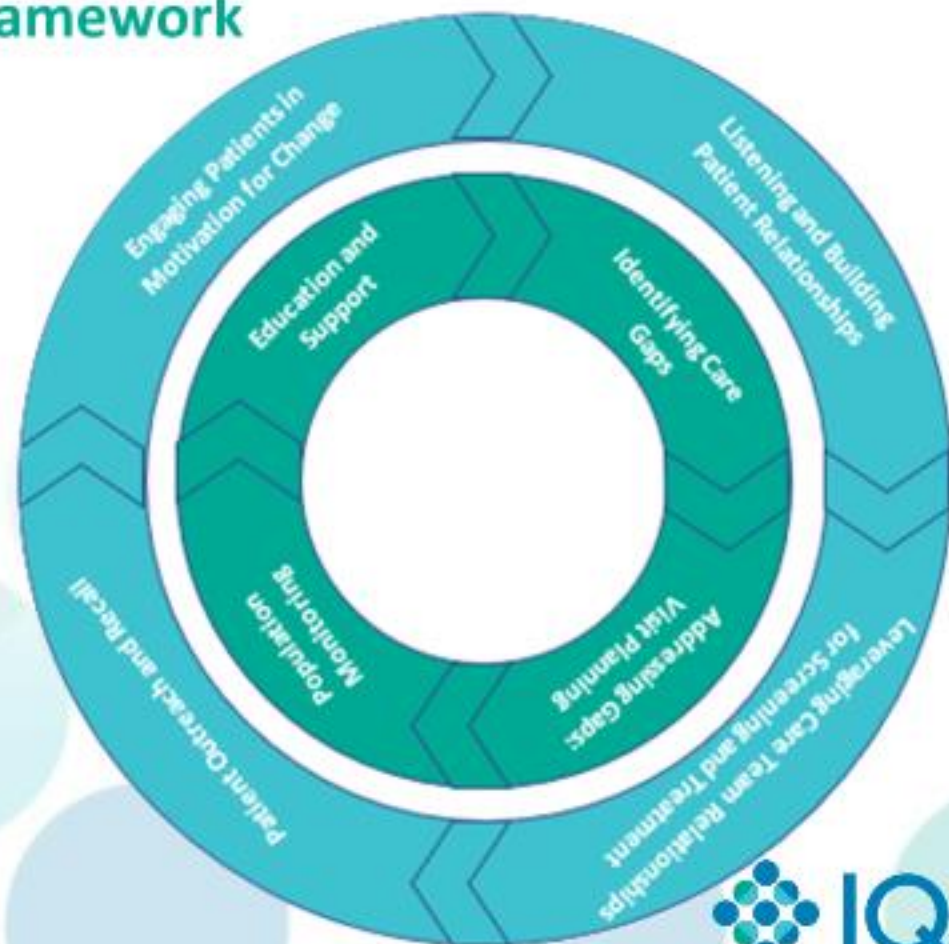 amework
Engaging Patients in
Motivation for Change
Listening and Building
Patient Relationships
Education and
Support
Identifying Care
Gaps
Population
Monitoring
Addressing Gaps:
Visit Planning
Patient Outreach and Recall
Leveraging Care Team Relationships
for Screening and Treatment
IQ